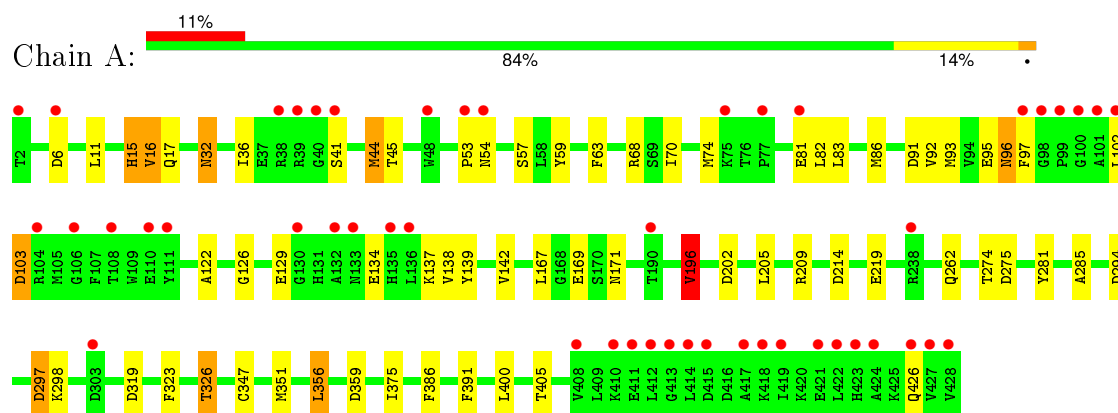 11%
Chain A:
84% 14% •
T2 D6 L11 H15 V16 Q17 N32 I36 E37 R38 R39 G40 S41 M44 T45 W48 P53 N54 S57 L58 Y59 F63 R68 S69 I70 M74 K75 T76 P77 E81 L82 L83 M86 D91 V92 M93 V94 E95 N96 F97 G98 P99 G100 A101 L102
D103 R104 M105 G106 F107 T108 W109 E110 Y111 A122 G126 E129 G130 H131 A132 N133 E134 H135 L136 K137 V138 Y139 V142 L167 G168 E169 S170 N171 T190 V196 D202 L205 R209 D214 E219 R238 Q262 T274 D275 Y281 A285
D297 K298 D303 D319 F323 T326 C347 M351 L356 D359 I375 F386 F391 L400 T405 V408 L409 K410 E411 L412 G413 L414 D415 D416 A417 K418 I419 K420 E421 L422 H423 A424 K425 Q426 V427 V428